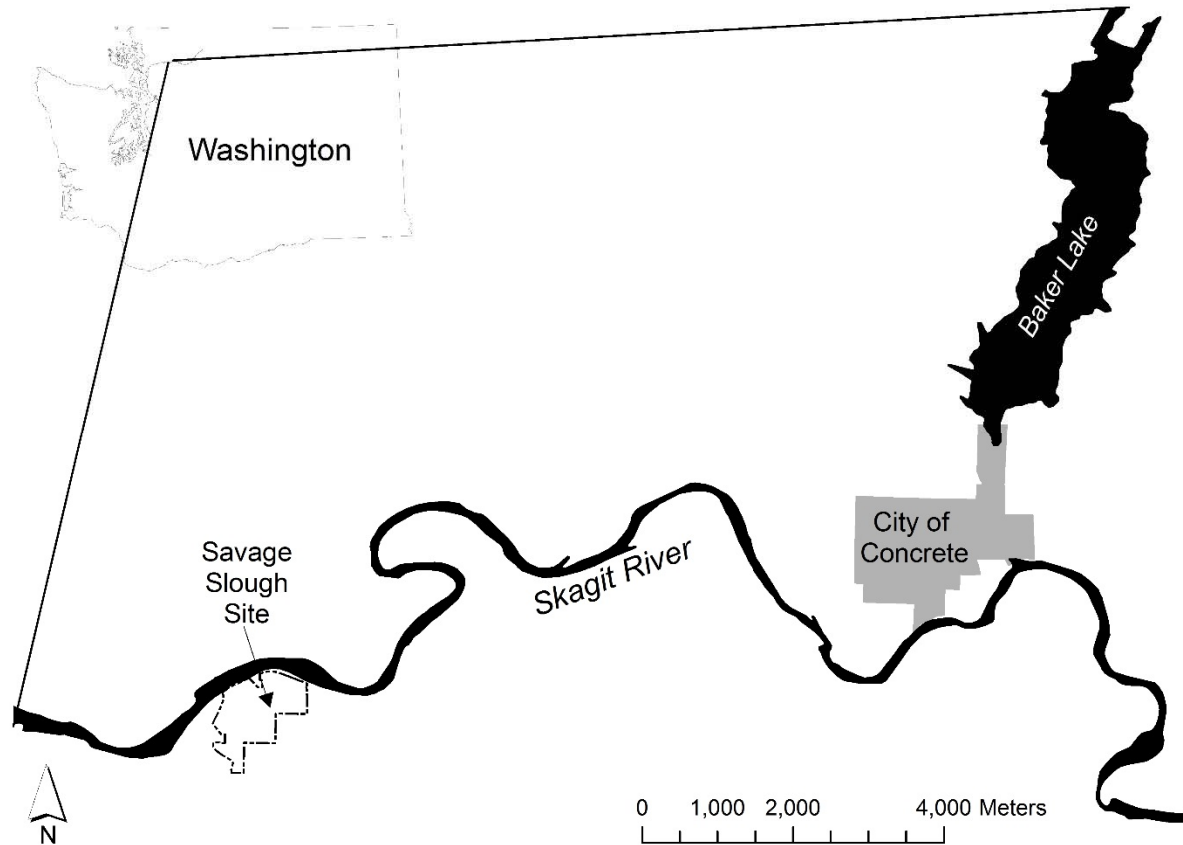 Washington
Baker Lake
City of
Concrete
Skagit River
Savage
Slough
Site
N
0 1,000 2,000 4,000 Meters